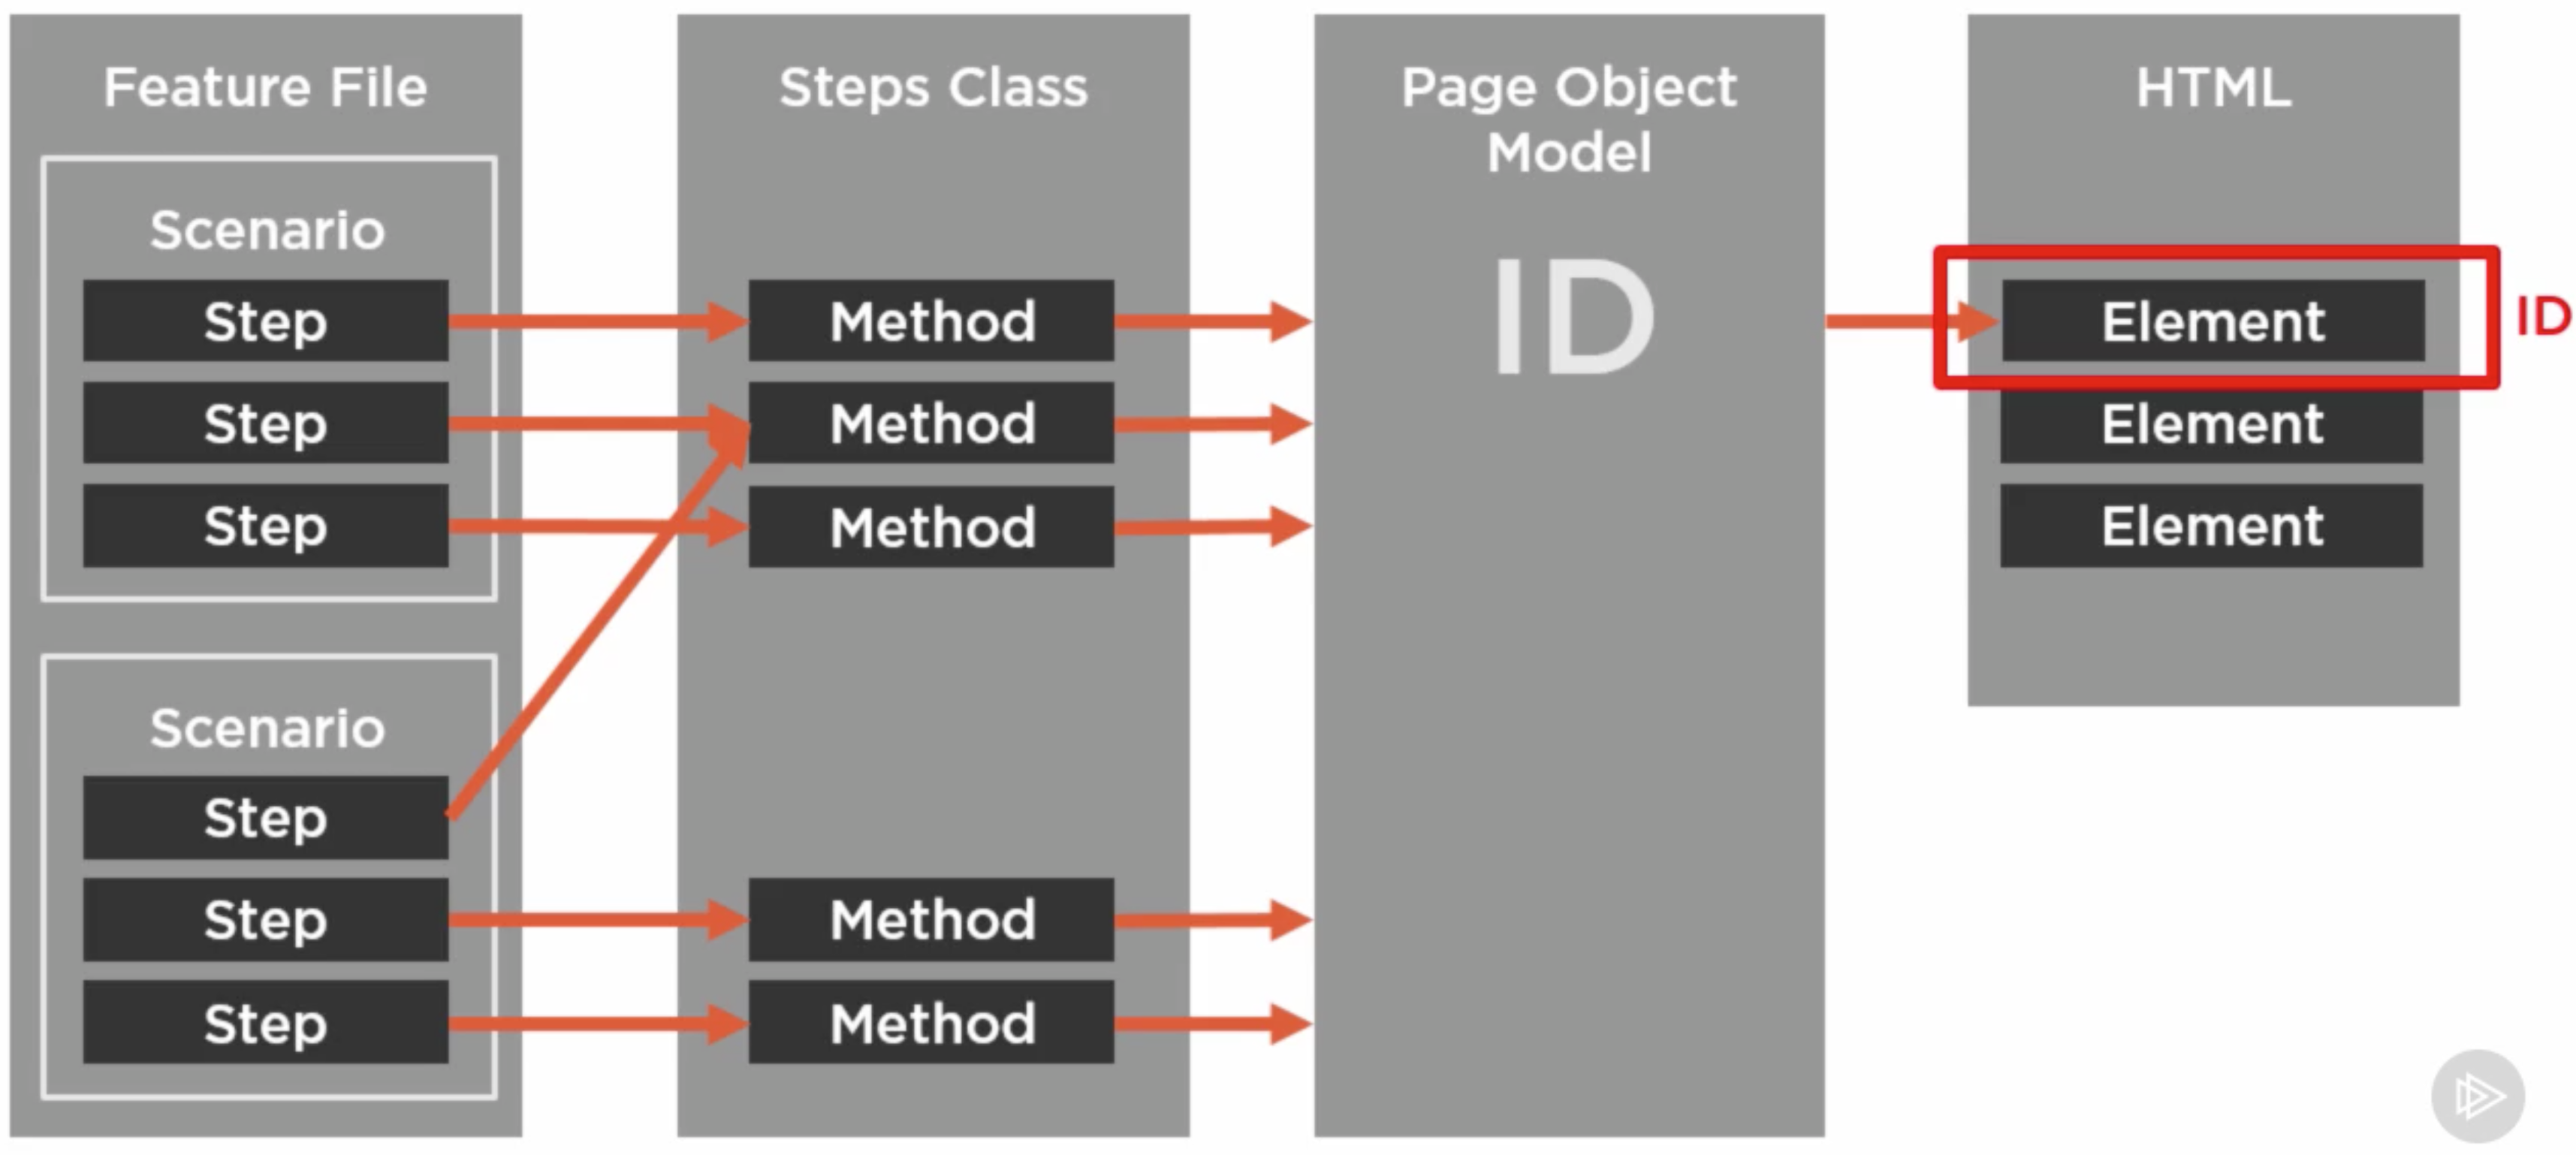 Feature File
Scenario
Step
Step
Step
Scenario
Step
Step
Step
Steps Class
Method
Method
Method
Method
Method
Page Object
Model
ID
HTML
Element
Element
Element
ID